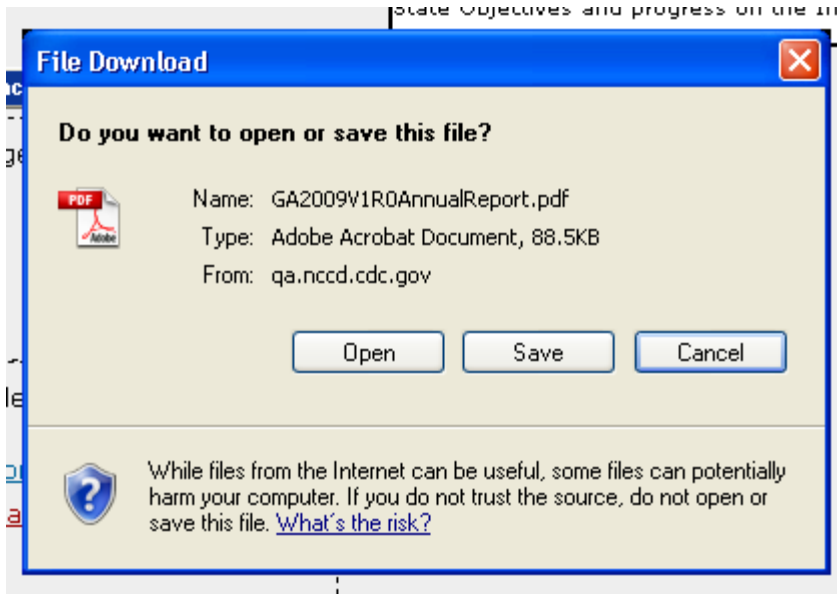 State Objectives and progress on the In
File Download
Do you want to open or save this file?
PDF
Adobe
Name: GA2009V1R0AnnualReport.pdf
Type: Adobe Acrobat Document, 88.5KB
From: qa.nccd.cdc.gov
Open
Save
Cancel
While files from the Internet can be useful, some files can potentially
harm your computer. If you do not trust the source, do not open or
save this file. What's the risk?